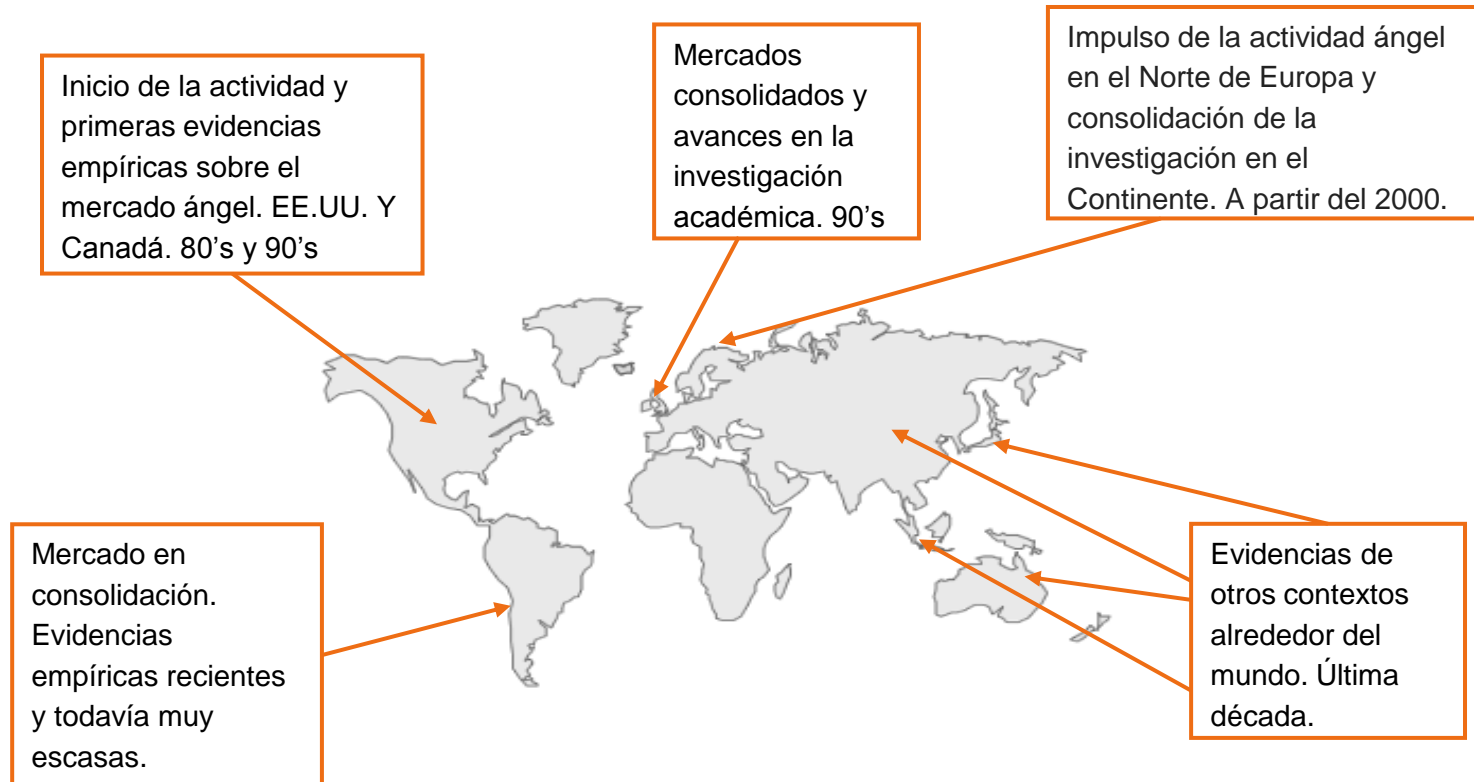 Inicio de la actividad y
primeras evidencias
empíricas sobre el
mercado ángel. EE.UU. Y
Canadá. 80’s y 90’s
Mercados
consolidados y
avances en la
investigación
académica. 90’s
Impulso de la actividad ángel
en el Norte de Europa y
consolidación de la
investigación en el
Continente. A partir del 2000.
Mercado en
consolidación.
Evidencias
empíricas recientes
y todavía muy
escasas.
Evidencias de
otros contextos
alrededor del
mundo. Última
década.